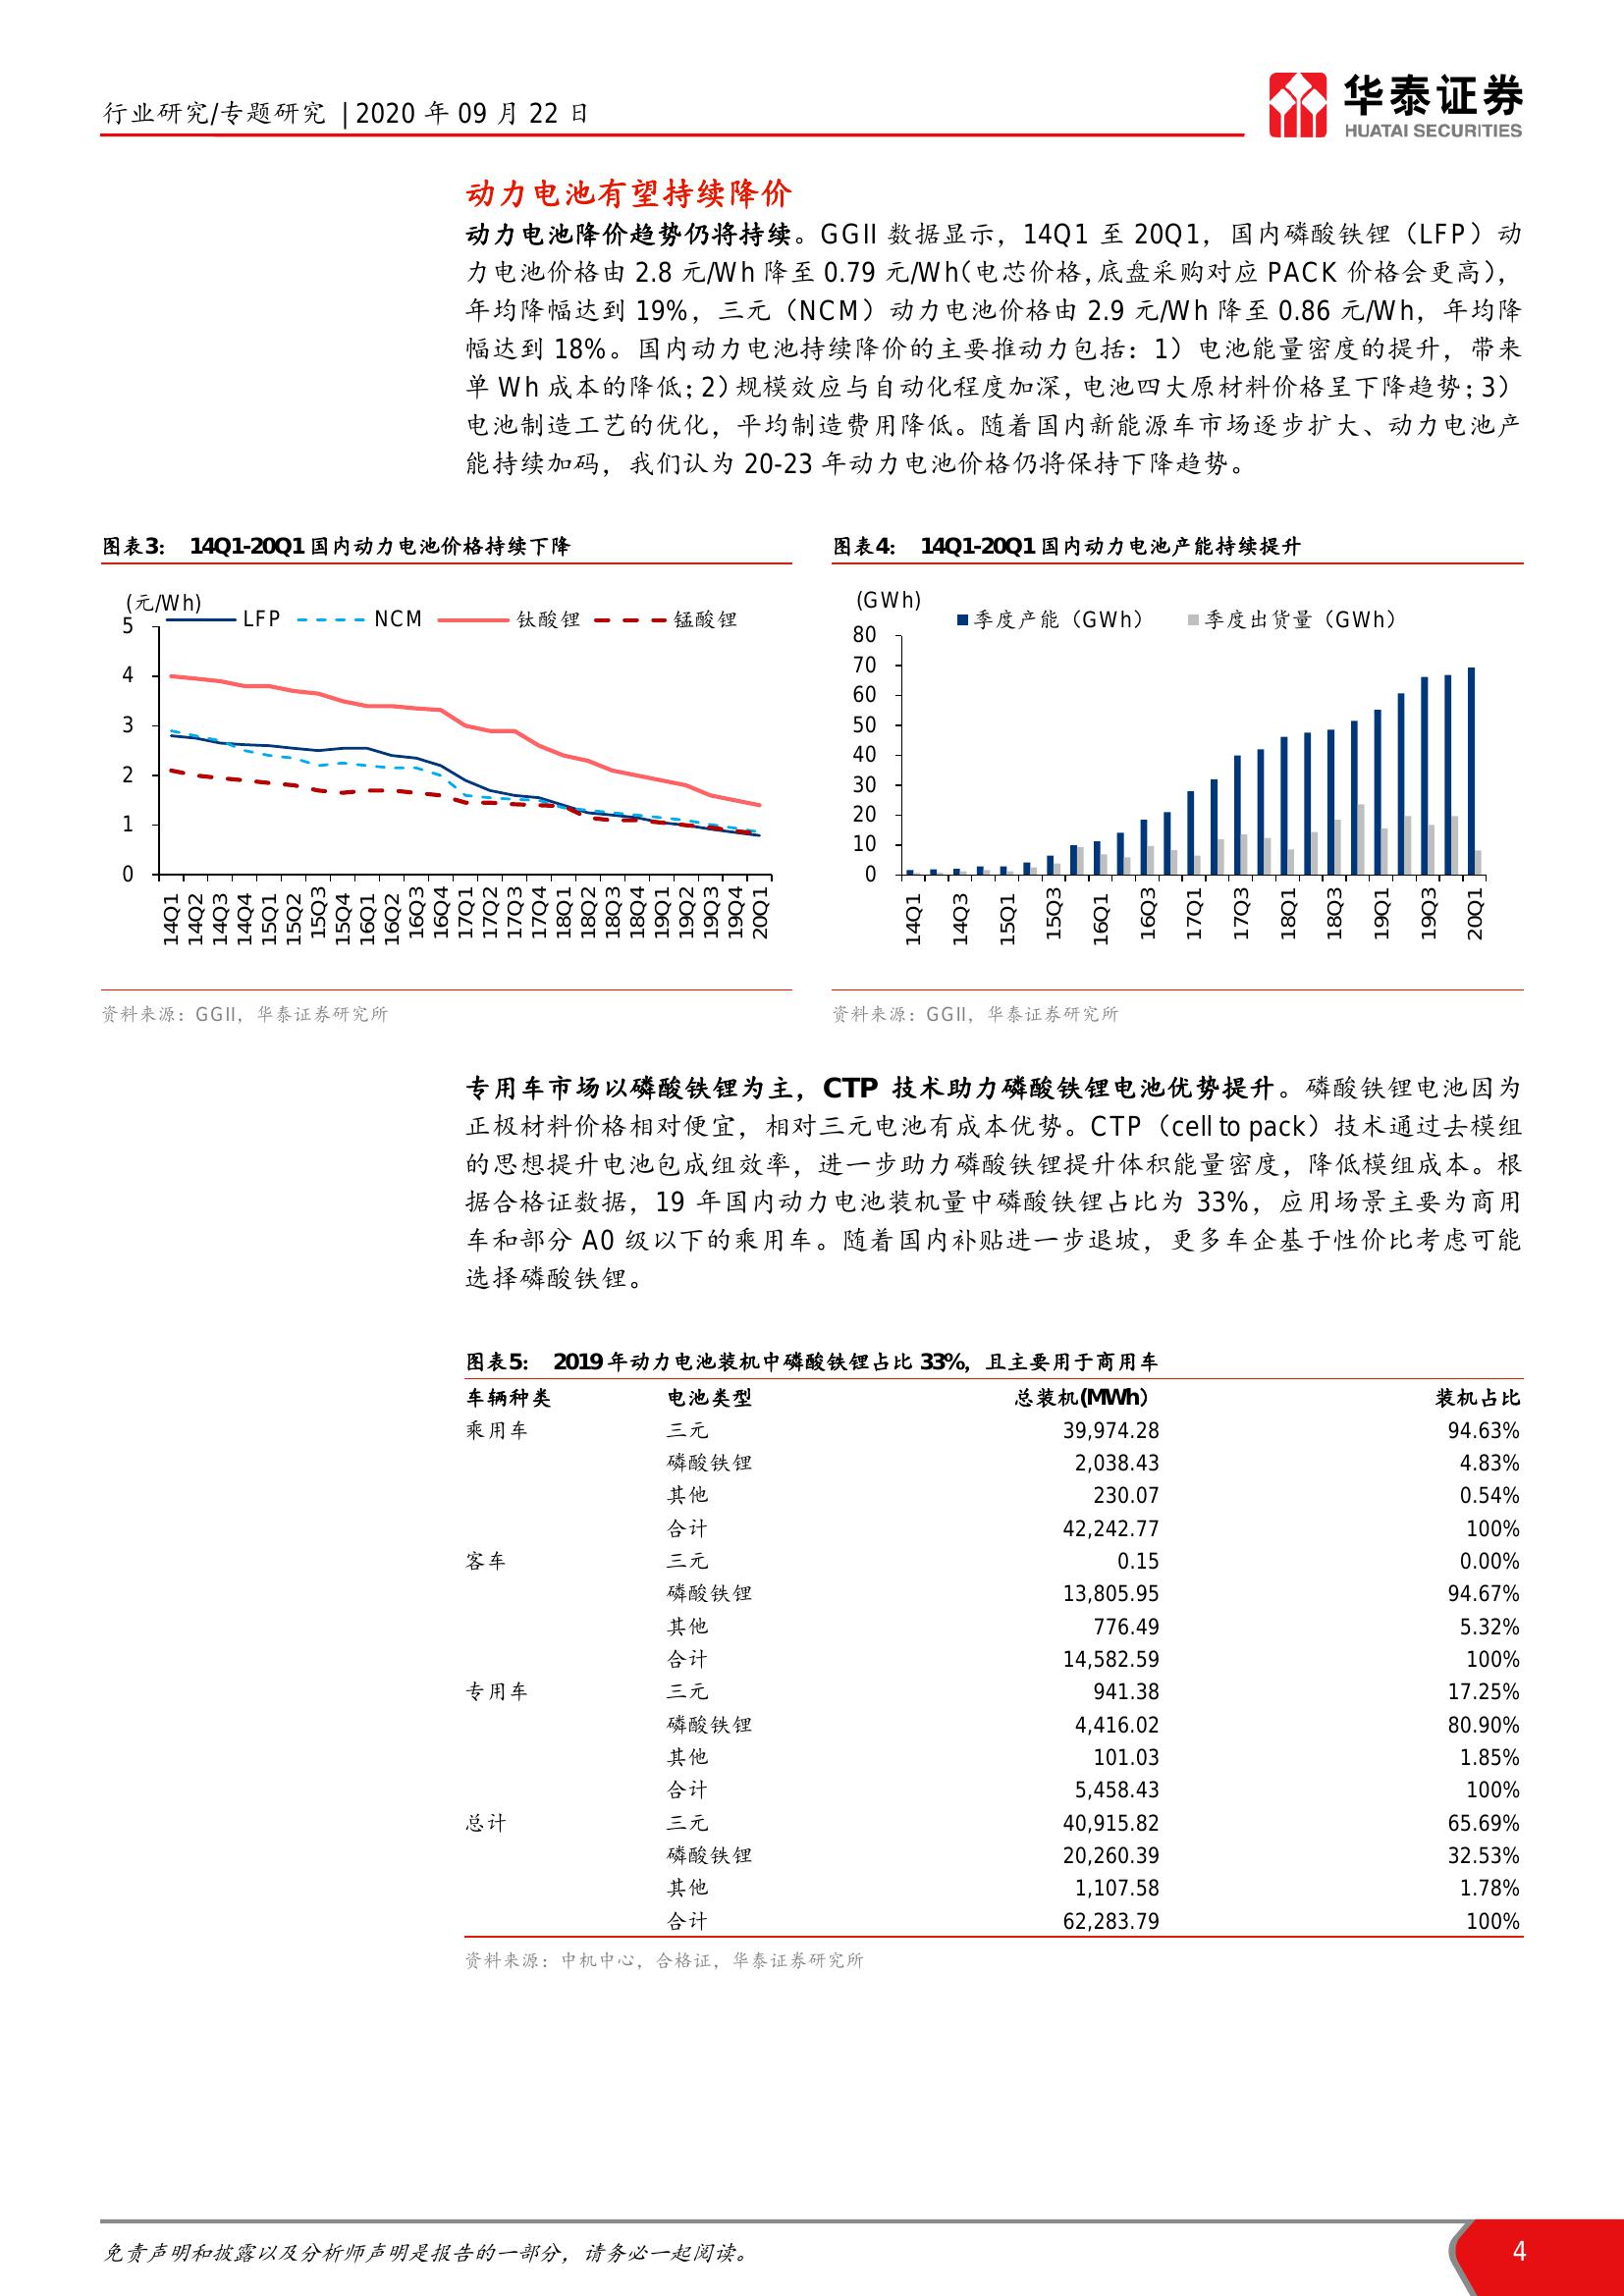 行业研究/专题研究 | 2020 年 09 月 22 日
华泰证券
HUATAI SECURITIES
动力电池有望持续降价
动力电池降价趋势仍将持续。GGII 数据显示，14Q1 至 20Q1，国内磷酸铁锂（LFP）动
力电池价格由 2.8 元/Wh 降至 0.79 元/Wh（电芯价格，底盘采购对应 PACK 价格会更高），
年均降幅达到 19%，三元（NCM）动力电池价格由 2.9 元/Wh 降至 0.86 元/Wh，年均降
幅达到 18%。国内动力电池持续降价的主要推动力包括：1）电池能量密度的提升，带来
单 Wh 成本的降低；2）规模效应与自动化程度加深，电池四大原材料价格呈下降趋势；3）
电池制造工艺的优化，平均制造费用降低。随着国内新能源车市场逐步扩大、动力电池产
能持续加码，我们认为 20-23 年动力电池价格仍将保持下降趋势。
图表3： 14Q1-20Q1 国内动力电池价格持续下降
(元/Wh)
LFP NCM 钛酸锂 锰酸锂
5
4
3
2
1
0
14Q1 14Q2 14Q3 14Q4 15Q1 15Q2 15Q3 15Q4 16Q1 16Q2 16Q3 16Q4 17Q1 17Q2 17Q3 17Q4 18Q1 18Q2 18Q3 18Q4 19Q1 19Q2 19Q3 19Q4 20Q1
资料来源：GGII，华泰证券研究所
图表4： 14Q1-20Q1 国内动力电池产能持续提升
(GWh)
季度产能（GWh） 季度出货量（GWh）
80
70
60
50
40
30
20
10
0
14Q1 14Q3 15Q1 15Q3 16Q1 16Q3 17Q1 17Q3 18Q1 18Q3 19Q1 19Q3 20Q1
资料来源：GGII，华泰证券研究所
专用车市场以磷酸铁锂为主，CTP 技术助力磷酸铁锂电池优势提升。磷酸铁锂电池因为
正极材料价格相对便宜，相对三元电池有成本优势。CTP（cell to pack）技术通过去模组
的思想提升电池包成组效率，进一步助力磷酸铁锂提升体积能量密度，降低模组成本。根
据合格证数据，19 年国内动力电池装机量中磷酸铁锂占比为 33%，应用场景主要为商用
车和部分 A0 级以下的乘用车。随着国内补贴进一步退坡，更多车企基于性价比考虑可能
选择磷酸铁锂。
图表5： 2019 年动力电池装机中磷酸铁锂占比 33%，且主要用于商用车
车辆种类 电池类型 总装机(MWh） 装机占比
乘用车 三元 39,974.28 94.63%
磷酸铁锂 2,038.43 4.83%
其他 230.07 0.54%
合计 42,242.77 100%
客车 三元 0.15 0.00%
磷酸铁锂 13,805.95 94.67%
其他 776.49 5.32%
合计 14,582.59 100%
专用车 三元 941.38 17.25%
磷酸铁锂 4,416.02 80.90%
其他 101.03 1.85%
合计 5,458.43 100%
总计 三元 40,915.82 65.69%
磷酸铁锂 20,260.39 32.53%
其他 1,107.58 1.78%
合计 62,283.79 100%
资料来源：中机中心，合格证，华泰证券研究所
免责声明和披露以及分析师声明是报告的一部分，请务必一起阅读。
4